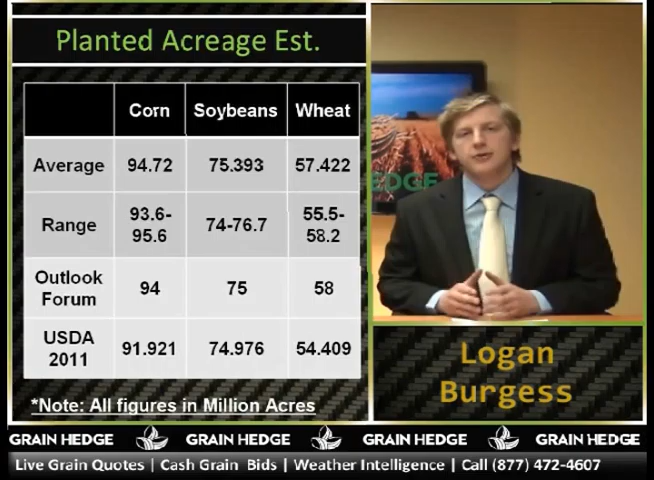 Planted Acreage Est.
Corn Soybeans Wheat
Average 94.72 75.393 57.422
Range 93.6-95.6 74-76.7 55.5-58.2
Outlook Forum 94 75 58
USDA 2011 91.921 74.976 54.409
*Note: All figures in Million Acres
EDGE
Logan
Burgess
GRAIN HEDGE GRAIN HEDGE GRAIN HEDGE GRAIN HEDGE
Live Grain Quotes | Cash Grain Bids | Weather Intelligence | Call (877) 472-4607